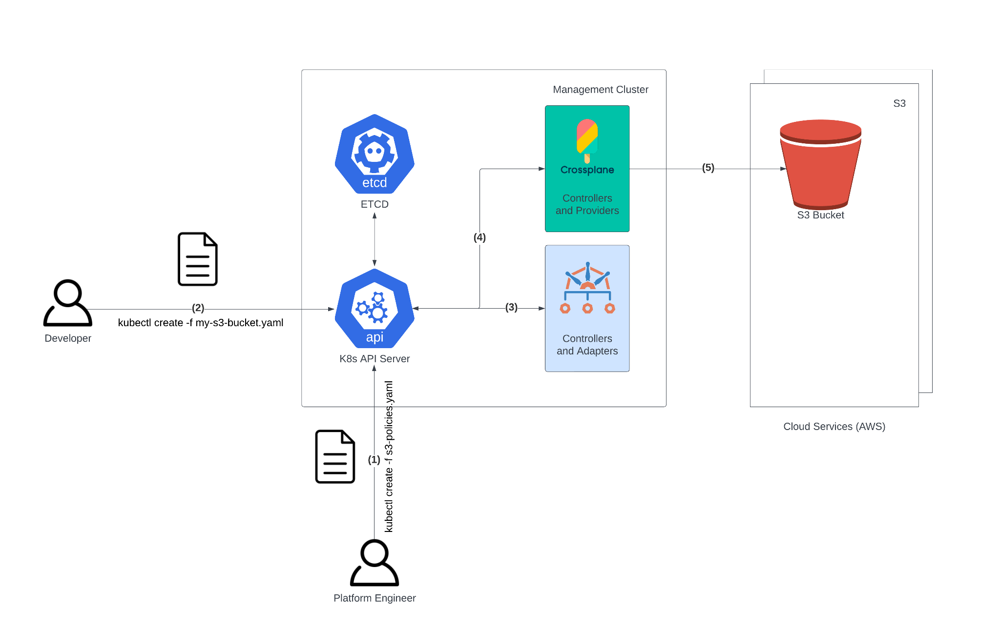 Management Cluster
S3
etcd
ETCD
Crossplane
Controllers
and Providers
(5)
S3 Bucket
(4)
(2)
kubectl create -f my-s3-bucket.yaml
Developer
api
K8s API Server
(3)
Controllers
and Adapters
kubectl create -f s3-policies.yaml
(1)
Cloud Services (AWS)
Platform Engineer